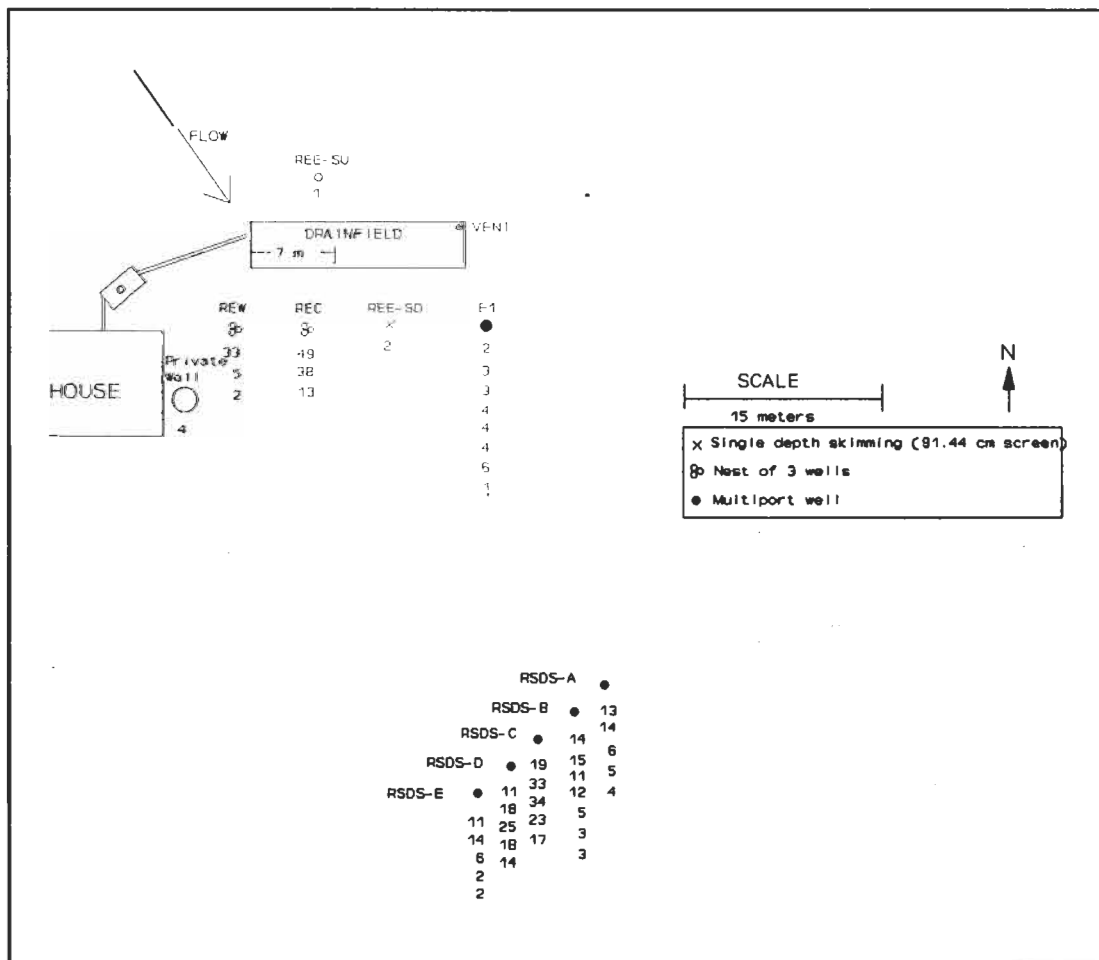 FLOW
REE-SU
1
DRAINFIELD
VENT
7 m
REW REC REE-SD E1
33 49 2 2
5 38 3
2 13 3
4
4
4
6
1
Private
Well
4
HOUSE
N
SCALE
15 meters
x Single depth skimming (91.44 cm screen)
Nest of 3 wells
Multiport well
RSDS-A
13
14
6
5
4
RSDS-B
14
15
11
12
5
3
3
RSDS-C
19
33
34
23
17
RSDS-D
11
18
25
18
14
RSDS-E
11
14
6
2
2